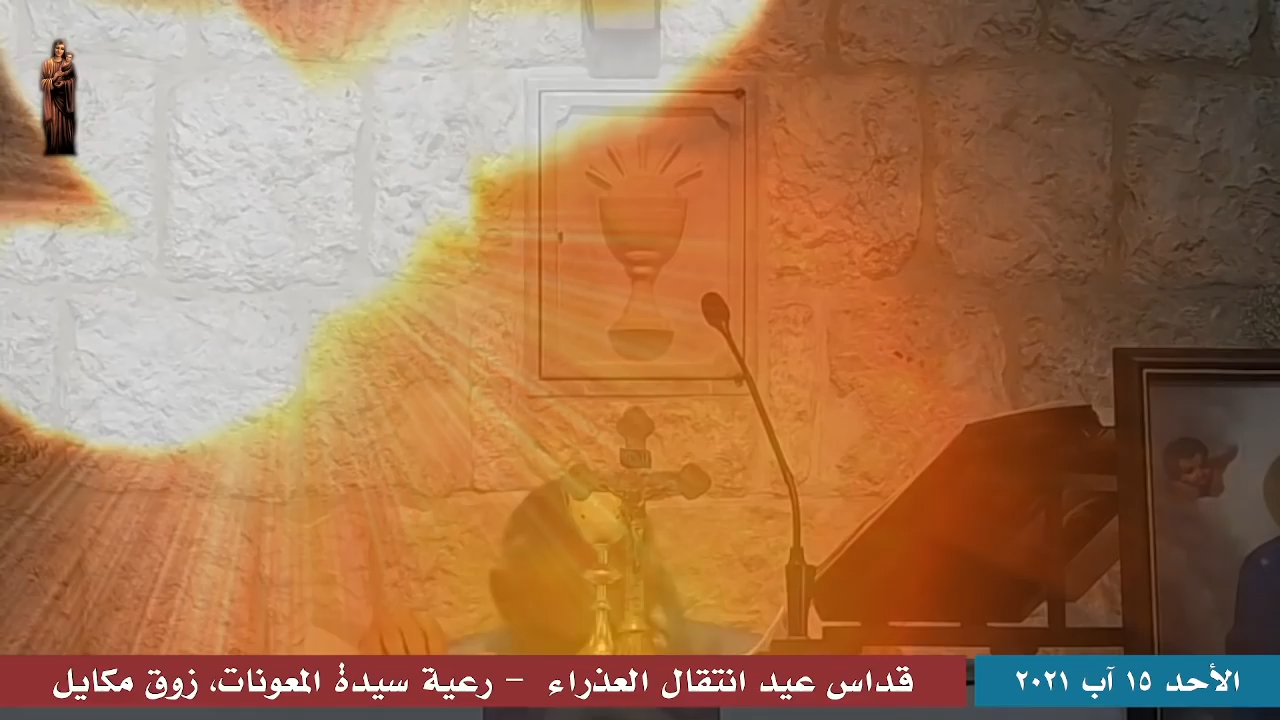 الأحد ١٥ آب ٢٠٢١
قداس عيد انتقال العذراء - رعية سيدة المعونات، زوق مكايل